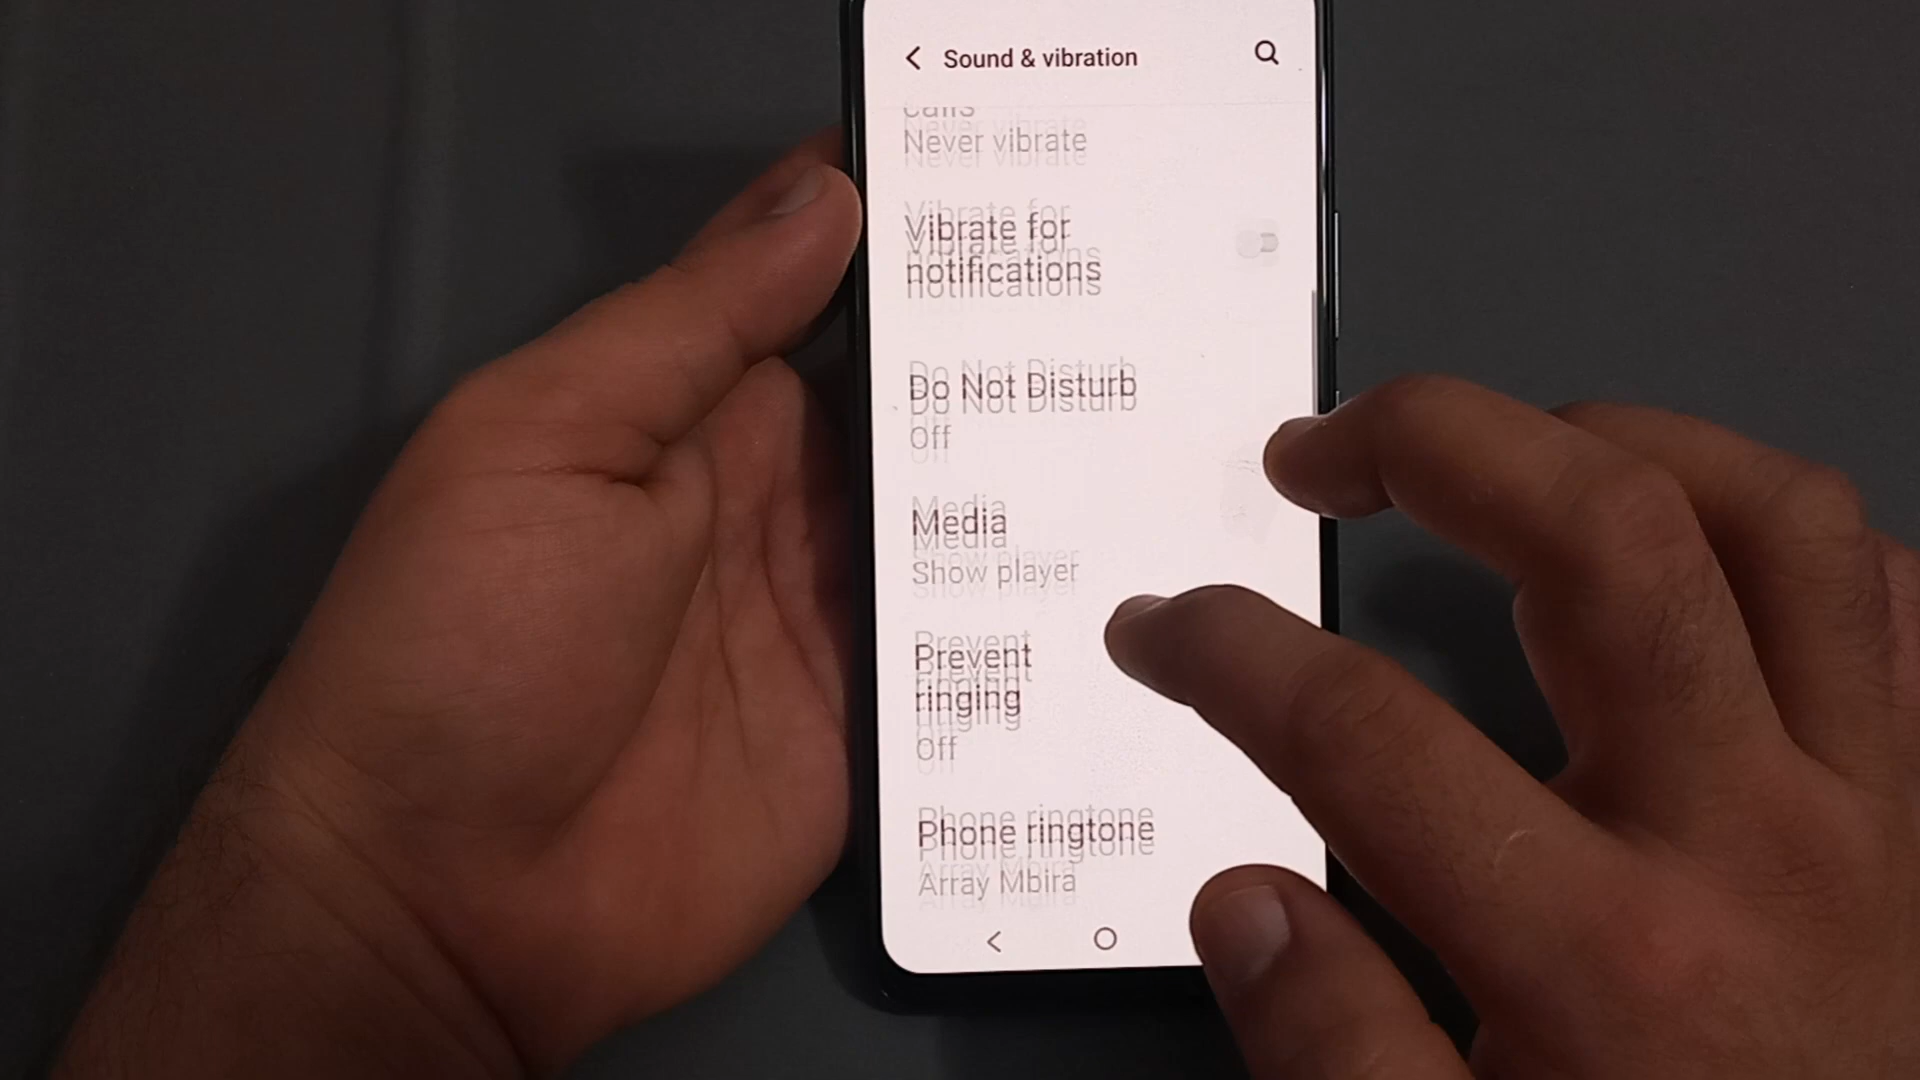 Sound & vibration
Calls
Never vibrate
Vibrate for
notifications
Do Not Disturb
Off
Media
Show player
Prevent
ringing
Off
Phone ringtone
Array Mbira